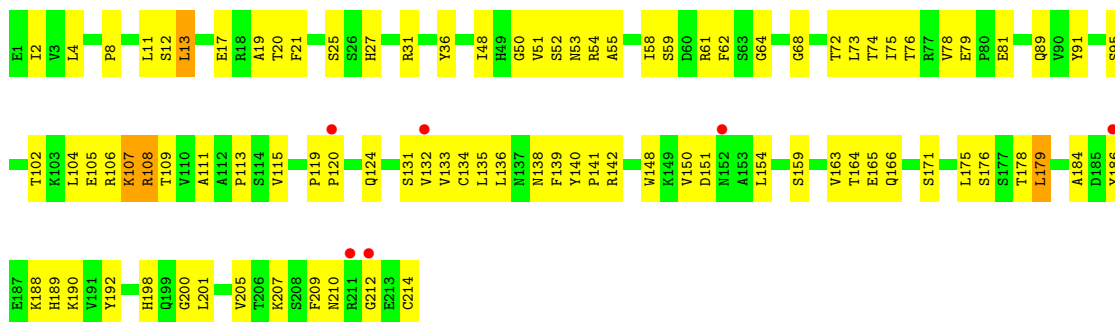 E1 I2 V3 L4 P8 L11 S12 L13 E17 R18 A19 T20 F21 S25 S26 H27 R31 Y36 I48 H49 G50 V51 S52 N53 R54 A55 I58 S59 D60 R61 F62 S63 G64 G68 T72 L73 T74 I75 T76 R77 V78 E79 P80 E81 Q89 V90 Y91 S95
T102 K103 L104 E105 R106 K107 R108 T109 V110 A111 A112 P113 S114 V115 P119 P120 Q124 S131 V132 V133 C134 L135 L136 N137 N138 F139 Y140 P141 R142 W148 K149 V150 D151 N152 A153 L154 S159 V163 T164 E165 Q166 S171 L175 S176 S177 T178 L179 A184 D185 Y186
E187 K188 H189 K190 V191 Y192 H198 Q199 G200 L201 V205 T206 K207 S208 F209 N210 R211 G212 E213 C214